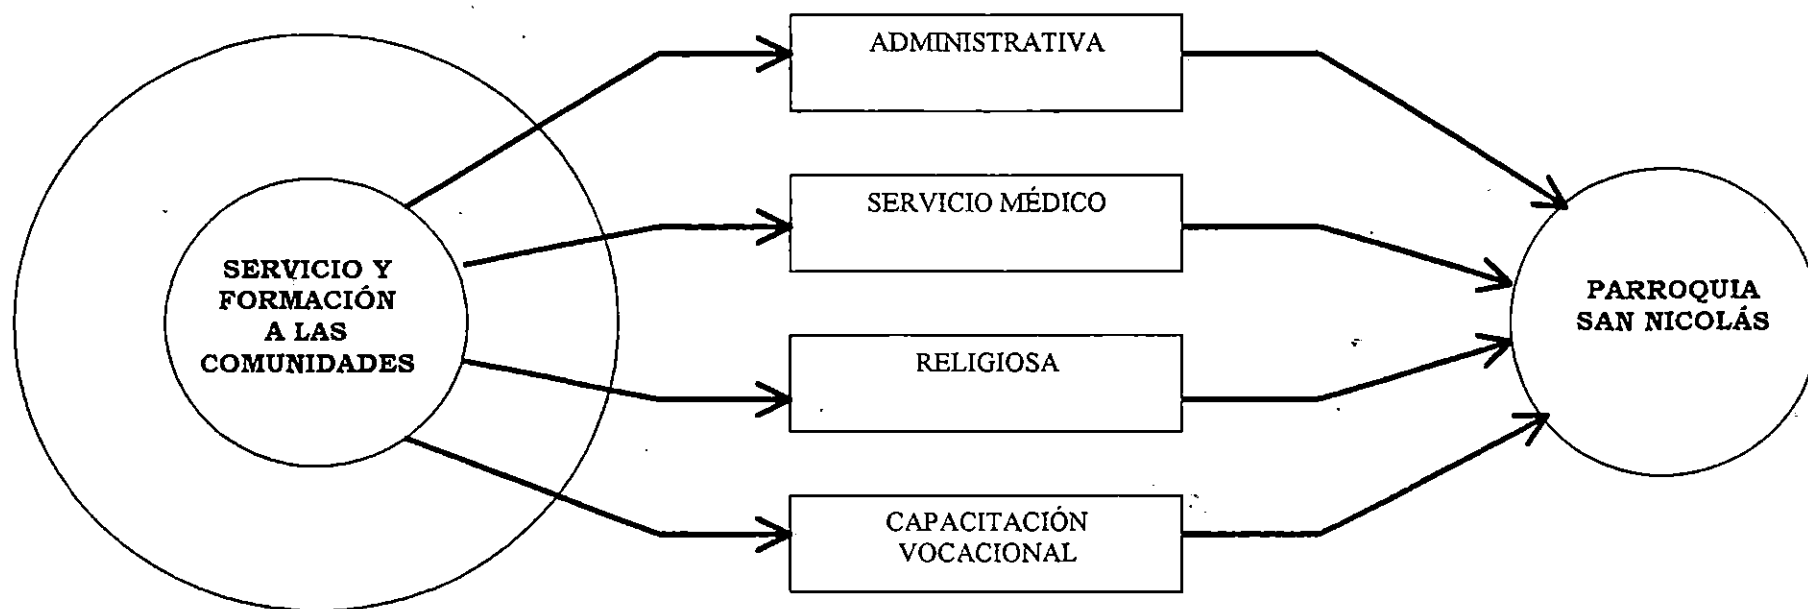 ADMINISTRATIVA
SERVICIO MÉDICO
SERVICIO Y
FORMACIÓN
A LAS
COMUNIDADES
PARROQUIA
SAN NICOLÁS
RELIGIOSA
CAPACITACIÓN
VOCACIONAL